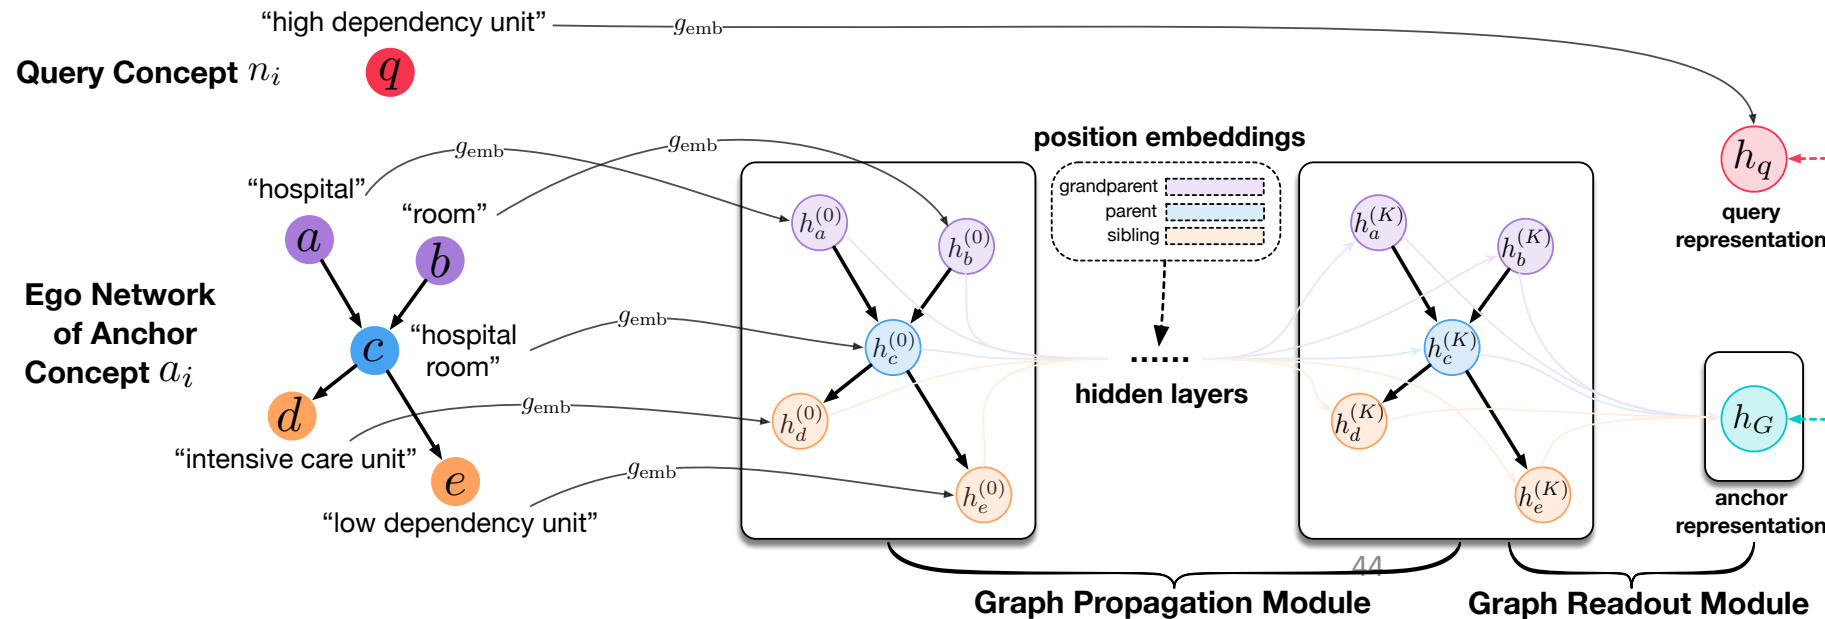 “high dependency unit”
g_emb
Query Concept n_i
q
h_q
query
representation
position embeddings
grandparent
parent
sibling
g_emb
g_emb
“hospital”
“room”
a
b
Ego Network
of Anchor
Concept a_i
c
“hospital
room”
g_emb
d
“intensive care unit”
g_emb
e
“low dependency unit”
g_emb
h_a^(0)
h_b^(0)
h_c^(0)
h_d^(0)
h_e^(0)
......
hidden layers
h_a^(K)
h_b^(K)
h_c^(K)
h_d^(K)
h_e^(K)
h_G
anchor
representation
44
Graph Propagation Module
Graph Readout Module